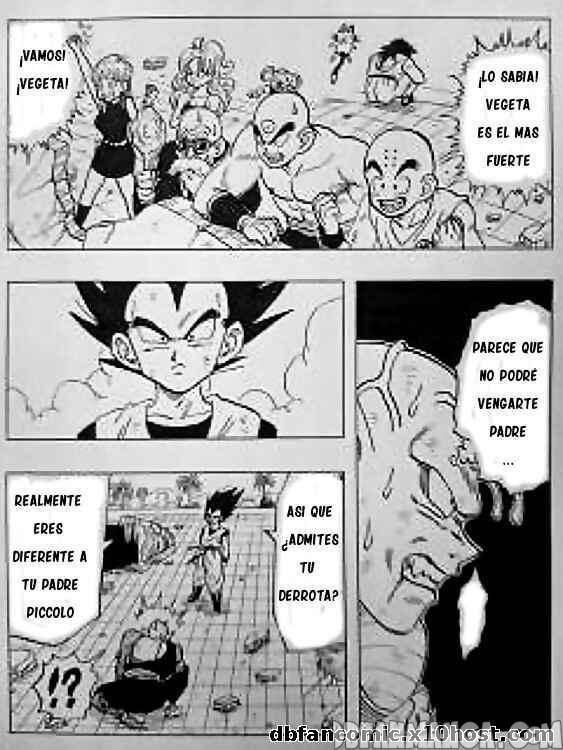 ¡VAMOS!
¡VEGETA!
¡LO SABIA!
VEGETA
ES EL MAS
FUERTE
PARECE QUE
NO PODRÉ
VENGARTE
PADRE
...
ASI QUE
¿ADMITES
TU
DERROTA?
REALMENTE
ERES
DIFERENTE A
TU PADRE
PICCOLO
!?
dbfancomic.x10host.com